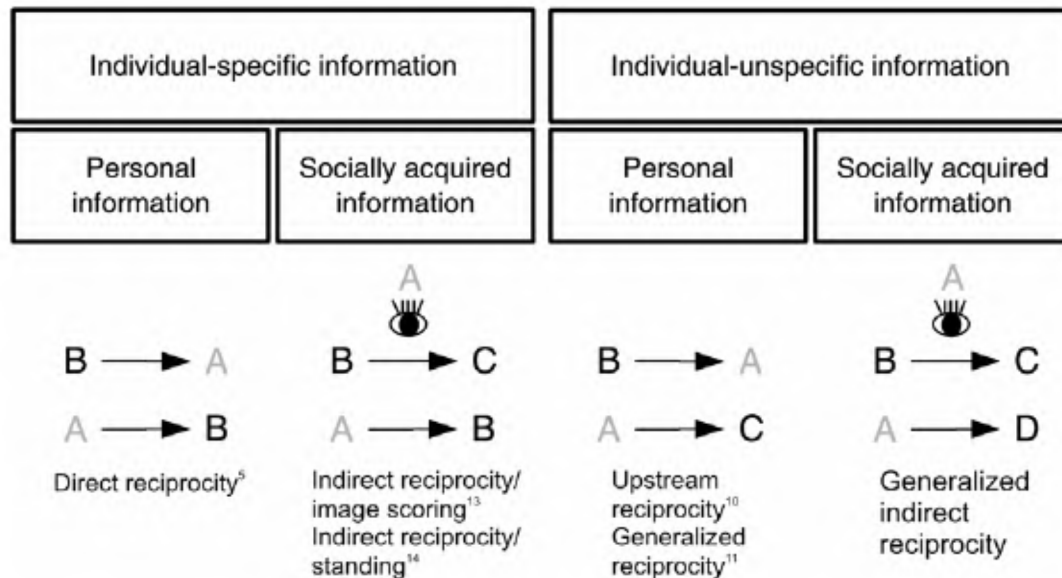 Individual-specific information
Individual-unspecific information
Personal
information
Socially acquired
information
Personal
information
Socially acquired
information
A
A
B A
B C
B A
B C
A B
A B
A C
A D
Direct reciprocity5
Indirect reciprocity/
image scoring13
Indirect reciprocity/
standing14
Upstream
reciprocity10
Generalized
reciprocity11
Generalized
indirect
reciprocity